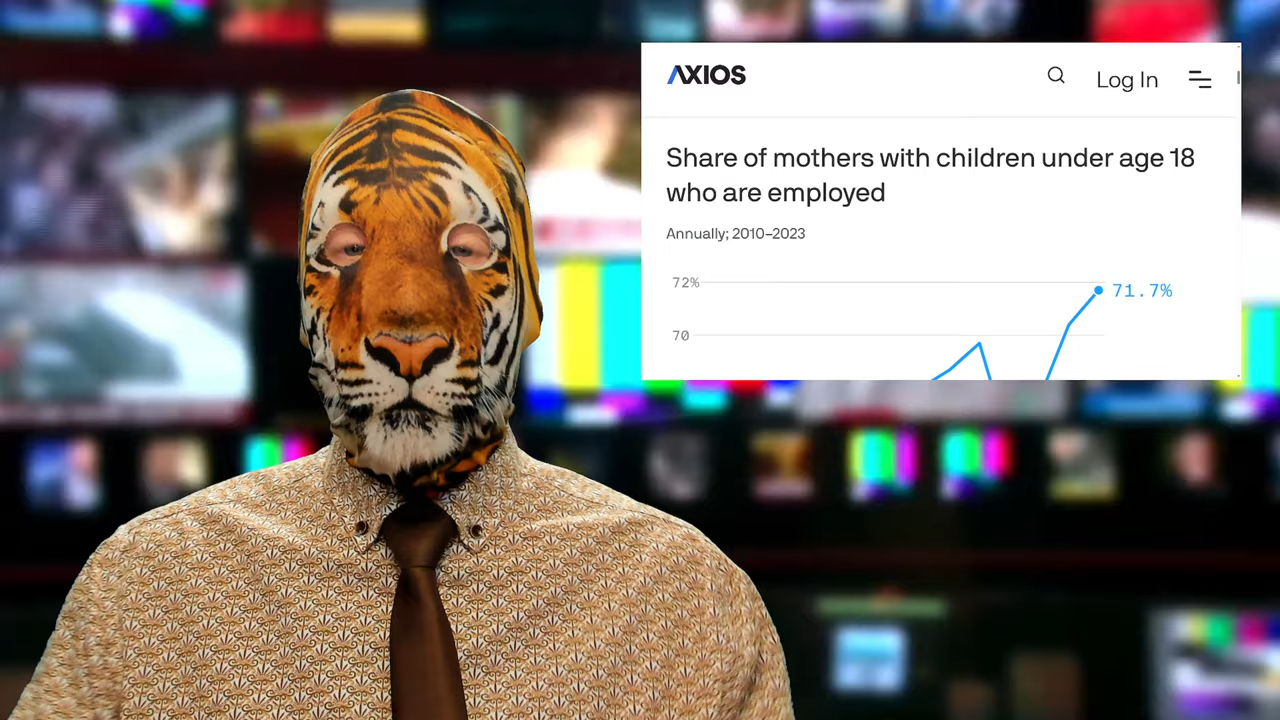 AXIOS
Log In
Share of mothers with children under age 18
who are employed
Annually; 2010–2023
72%
71.7%
70